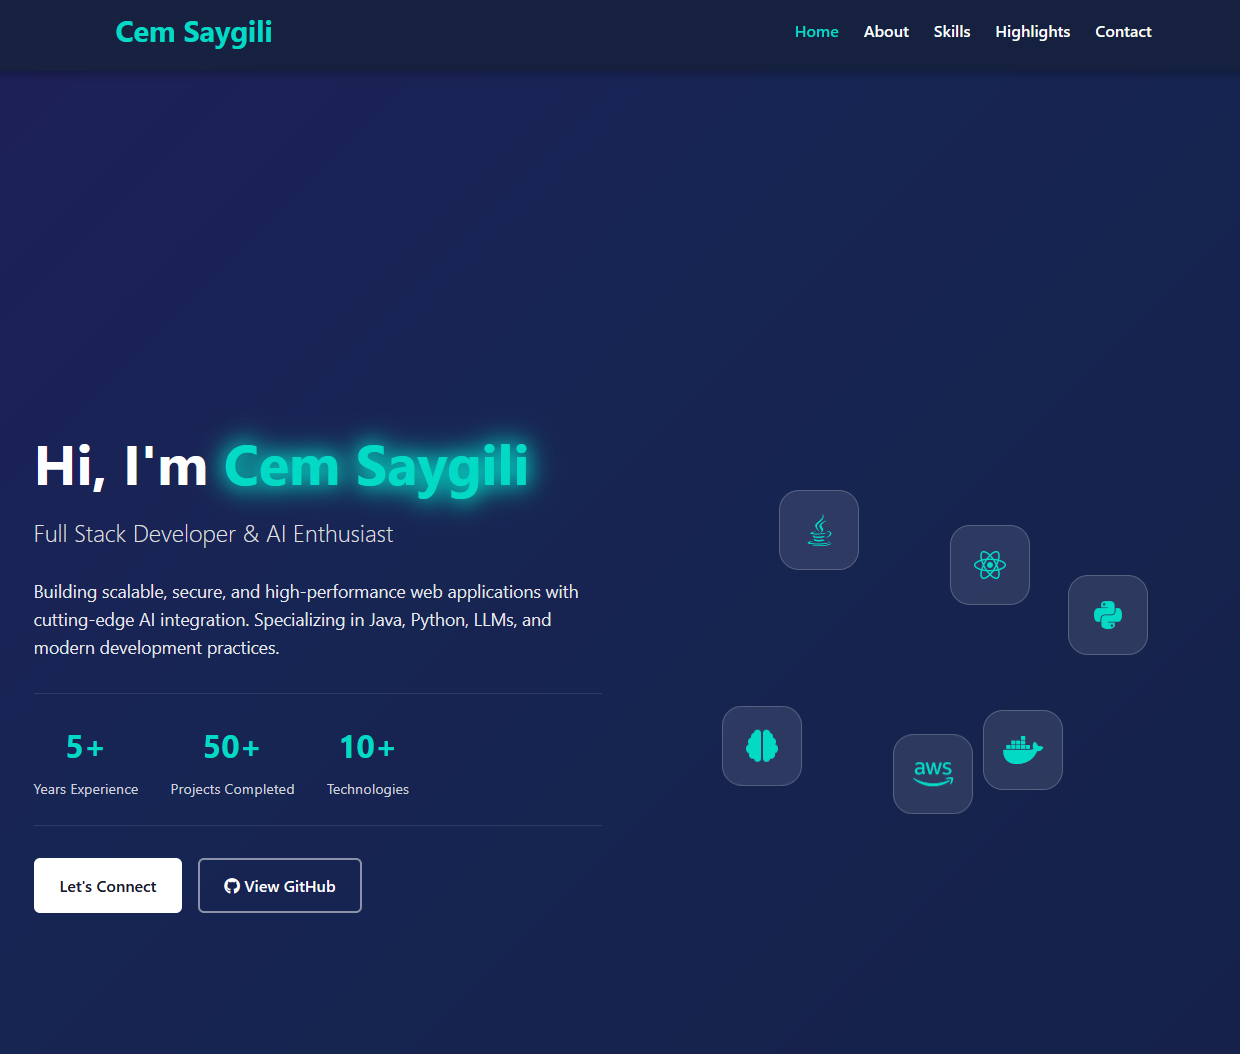 Cem Saygili
Home About Skills Highlights Contact
Hi, I'm Cem Saygili
Full Stack Developer & AI Enthusiast
Building scalable, secure, and high-performance web applications with
cutting-edge AI integration. Specializing in Java, Python, LLMs, and
modern development practices.
5+ 50+ 10+
Years Experience Projects Completed Technologies
aws
Let's Connect View GitHub